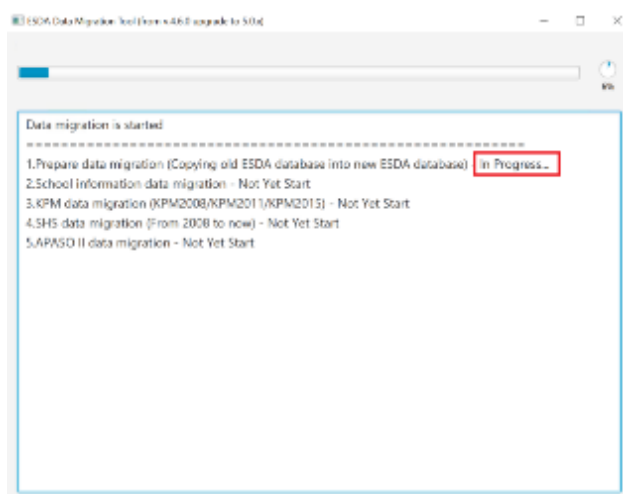 ESDA Data Migration Tool (from v.4.6.0 upgrade to 5.0a)
6%
Data migration is started
============================================================
1.Prepare data migration (Copying old ESDA database into new ESDA database) - In Progress...
2.School information data migration - Not Yet Start
3.KPM data migration (KPM2008/KPM2011/KPM2015) - Not Yet Start
4.SHS data migration (From 2008 to now) - Not Yet Start
5.APASO II data migration - Not Yet Start